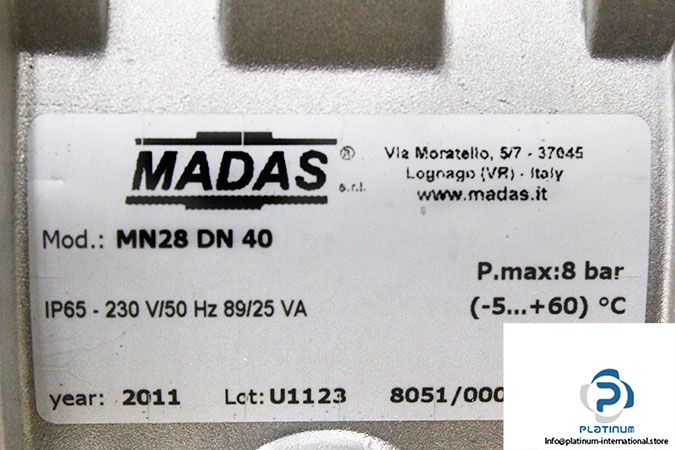 MADAS® s.r.l.
Via Moratello, 5/7 - 37045
Legnago (VR) - Italy
www.madas.it
Mod.: MN28 DN 40
P.max:8 bar
IP65 - 230 V/50 Hz 89/25 VA
(-5...+60) °C
year: 2011 Lot: U1123 8051/000
PLATINUM
Info@platinum-international.store